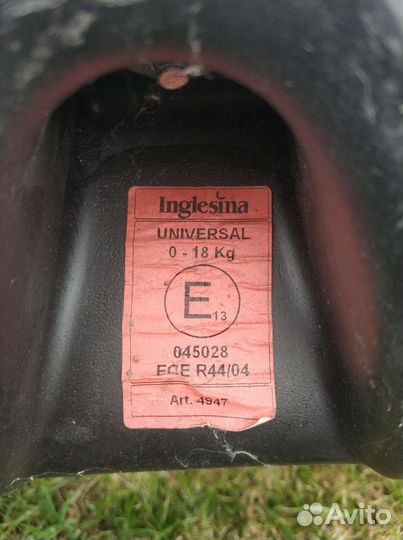 Inglesina
UNIVERSAL
0 - 18 Kg
E 13
045028
ECE R44/04
Art. 4947
Avito